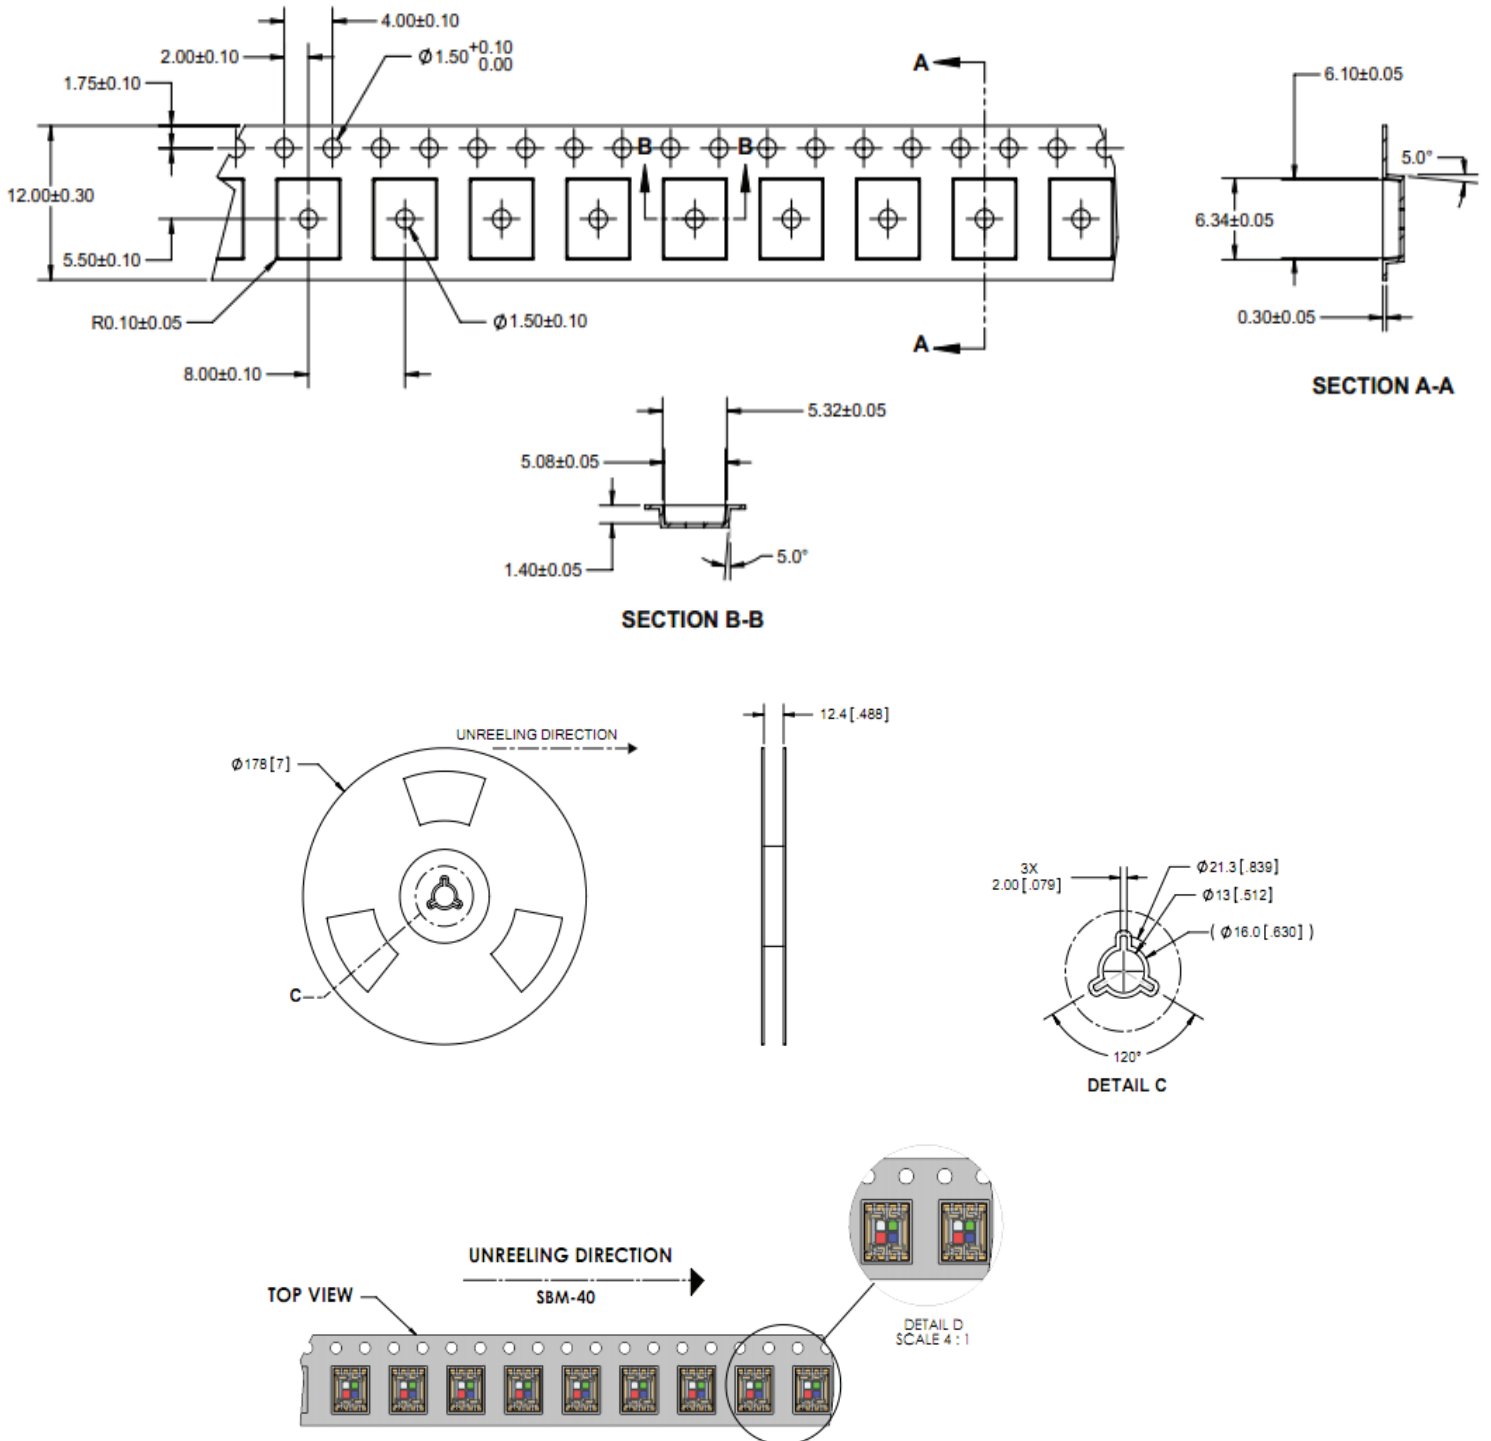 4.00±0.10
2.00±0.10
Ø1.50 +0.10 0.00
1.75±0.10
A
6.10±0.05
B
B
5.0°
12.00±0.30
6.34±0.05
5.50±0.10
R0.10±0.05
Ø1.50±0.10
0.30±0.05
A
8.00±0.10
SECTION A-A
5.32±0.05
5.08±0.05
5.0°
1.40±0.05
SECTION B-B
12.4[.488]
UNREELING DIRECTION
Ø178[7]
3X
2.00[.079]
Ø21.3[.839]
Ø13[.512]
( Ø16.0[.630] )
C
120°
DETAIL C
UNREELING DIRECTION
SBM-40
TOP VIEW
DETAIL D
SCALE 4 : 1